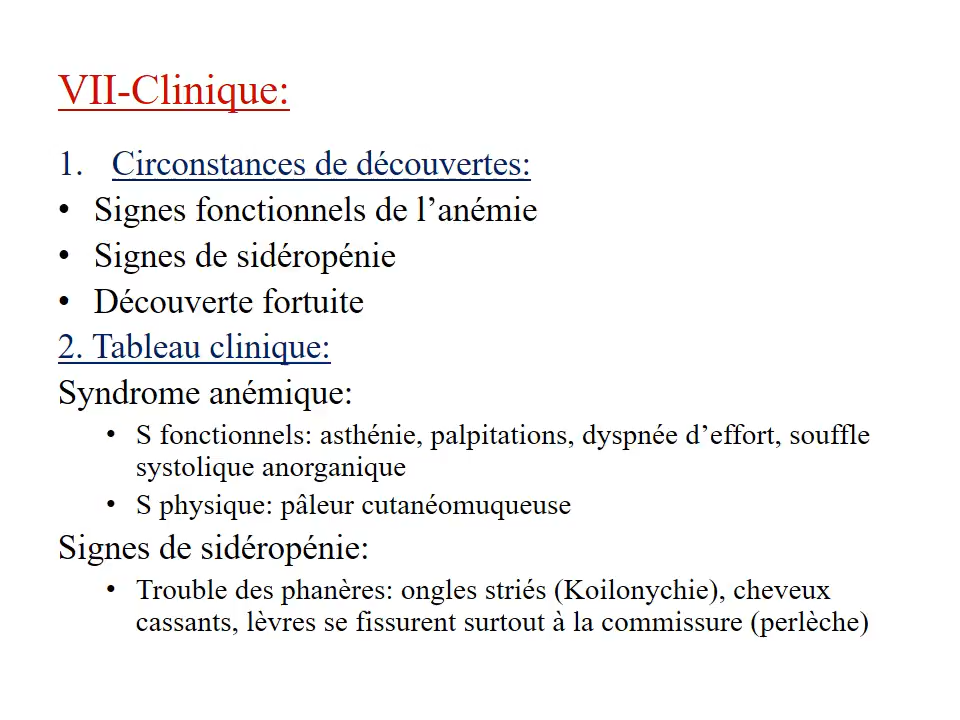 VII-Clinique:
1. Circonstances de découvertes:
• Signes fonctionnels de l’anémie
• Signes de sidéropénie
• Découverte fortuite
2. Tableau clinique:
Syndrome anémique:
• S fonctionnels: asthénie, palpitations, dyspnée d’effort, souffle
systolique anorganique
• S physique: pâleur cutanéomuqueuse
Signes de sidéropénie:
• Trouble des phanères: ongles striés (Koilonychie), cheveux
cassants, lèvres se fissurent surtout à la commissure (perlèche)